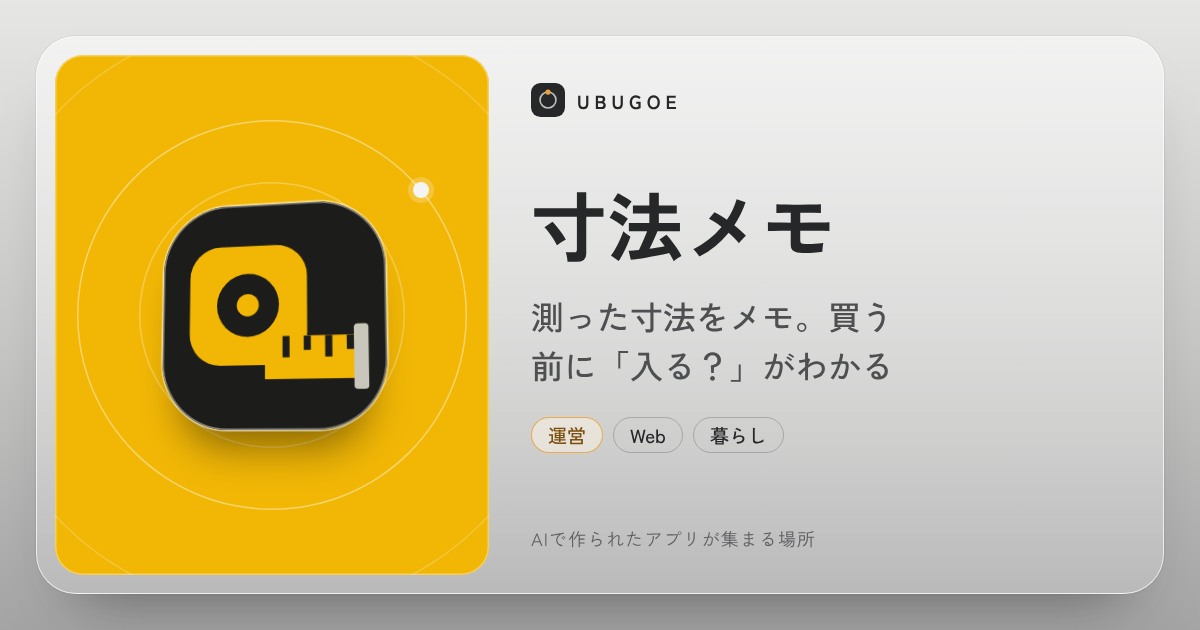 UBUGOE
寸法メモ
測った寸法をメモ。買う
前に「入る？」がわかる
運営 Web 暮らし
AIで作られたアプリが集まる場所